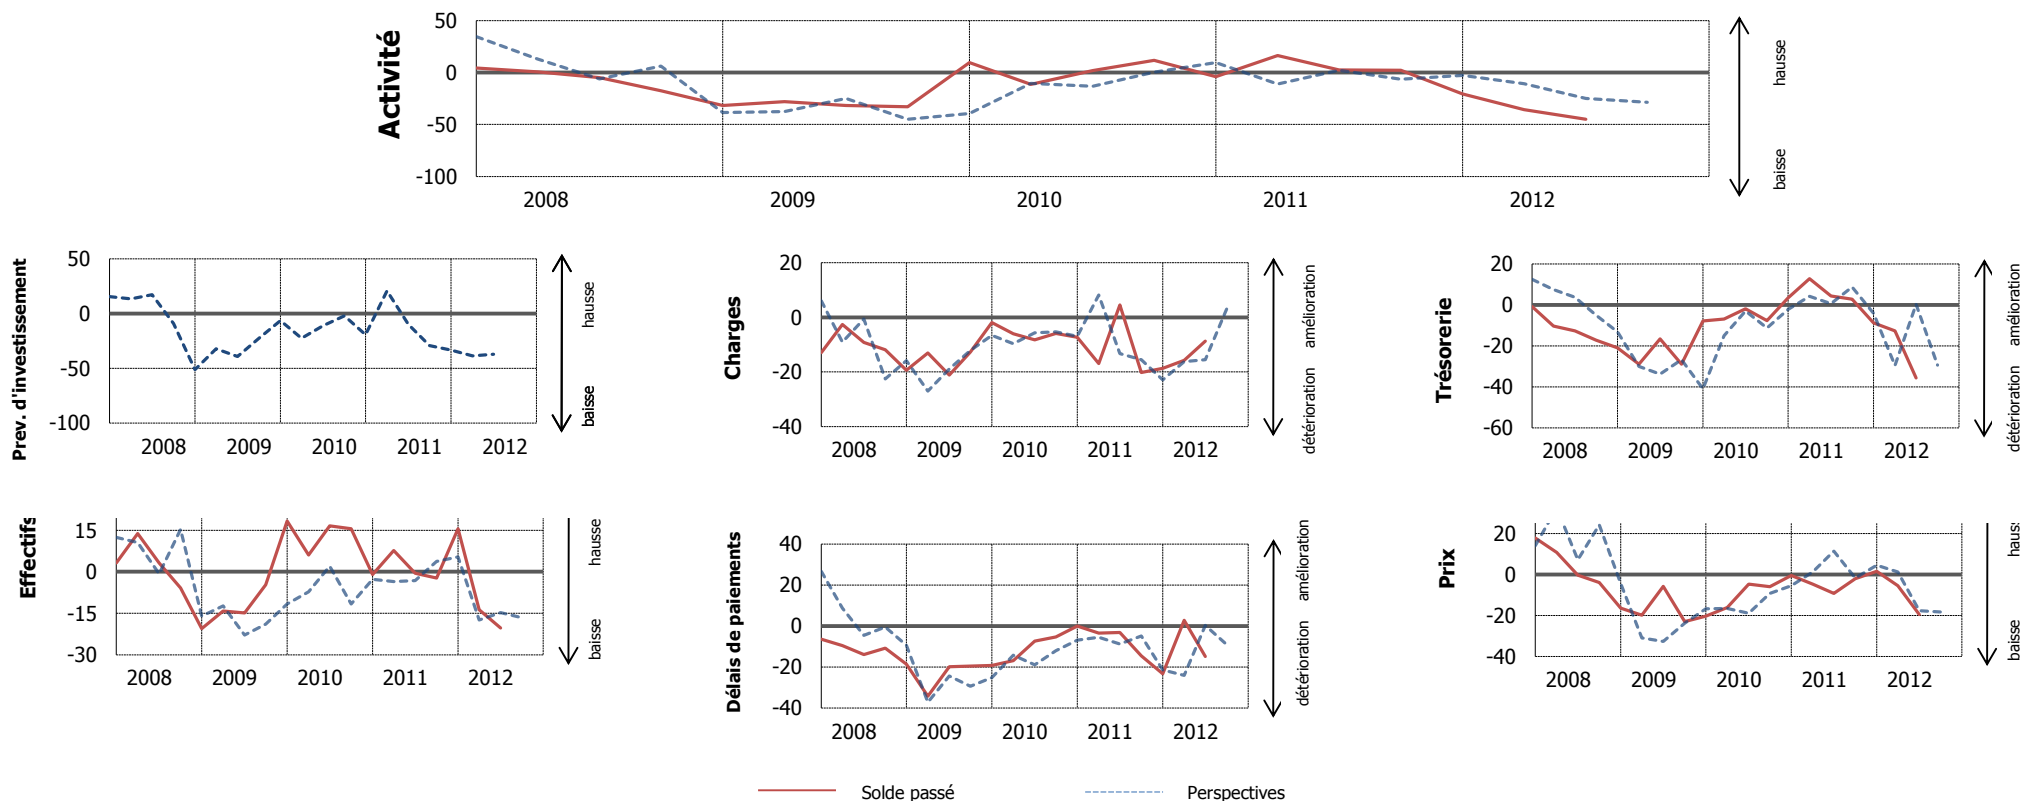 Activité
50
0
-50
-100
2008 2009 2010 2011 2012
hausse
baisse
Prev. d'investissement
50
0
-50
-100
2008 2009 2010 2011 2012
hausse
baisse
Charges
20
0
-20
-40
2008 2009 2010 2011 2012
amélioration
détérioration
Trésorerie
20
0
-20
-40
-60
2008 2009 2010 2011 2012
amélioration
détérioration
Effectifs
15
0
-15
-30
2008 2009 2010 2011 2012
hausse
baisse
Délais de paiements
40
20
0
-20
-40
2008 2009 2010 2011 2012
amélioration
détérioration
Prix
20
0
-20
-40
2008 2009 2010 2011 2012
hauss
baisse
Solde passé Perspectives